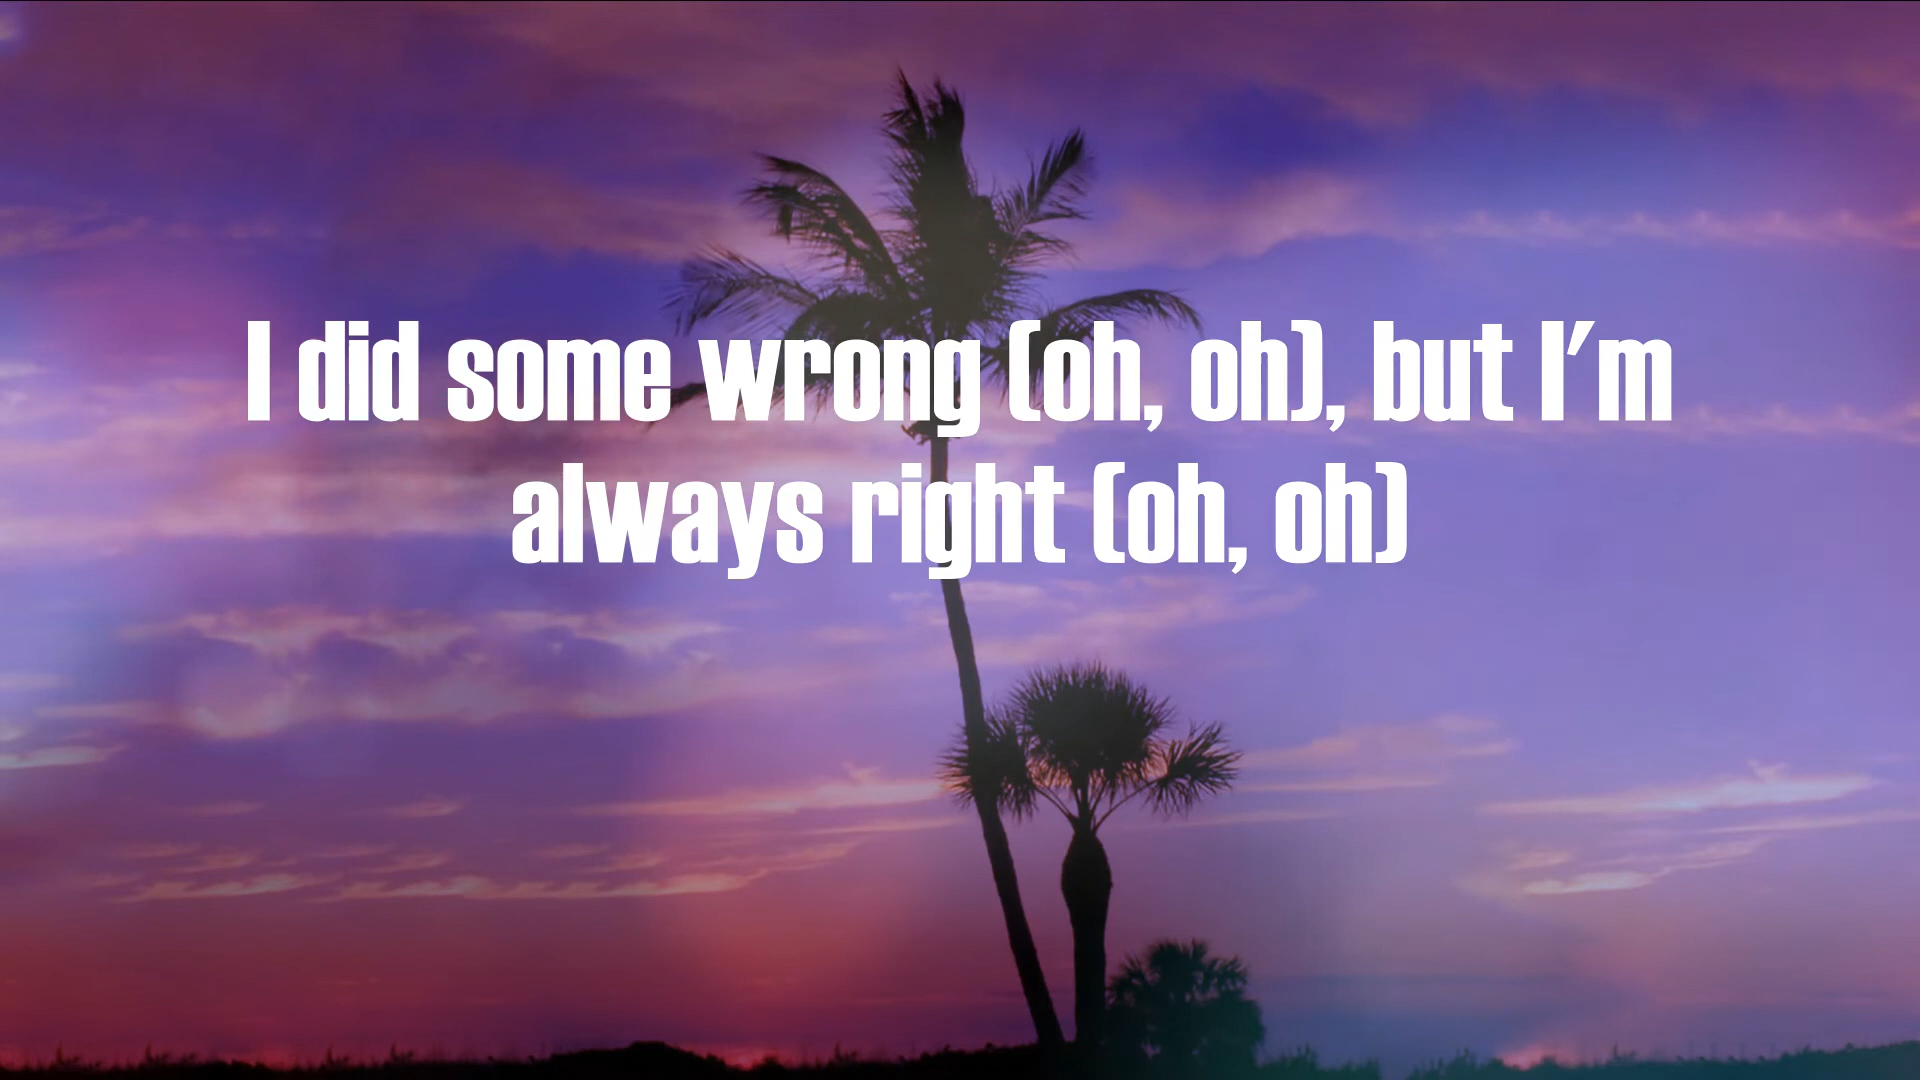 I did some wrong (oh, oh), but I'm
always right (oh, oh)